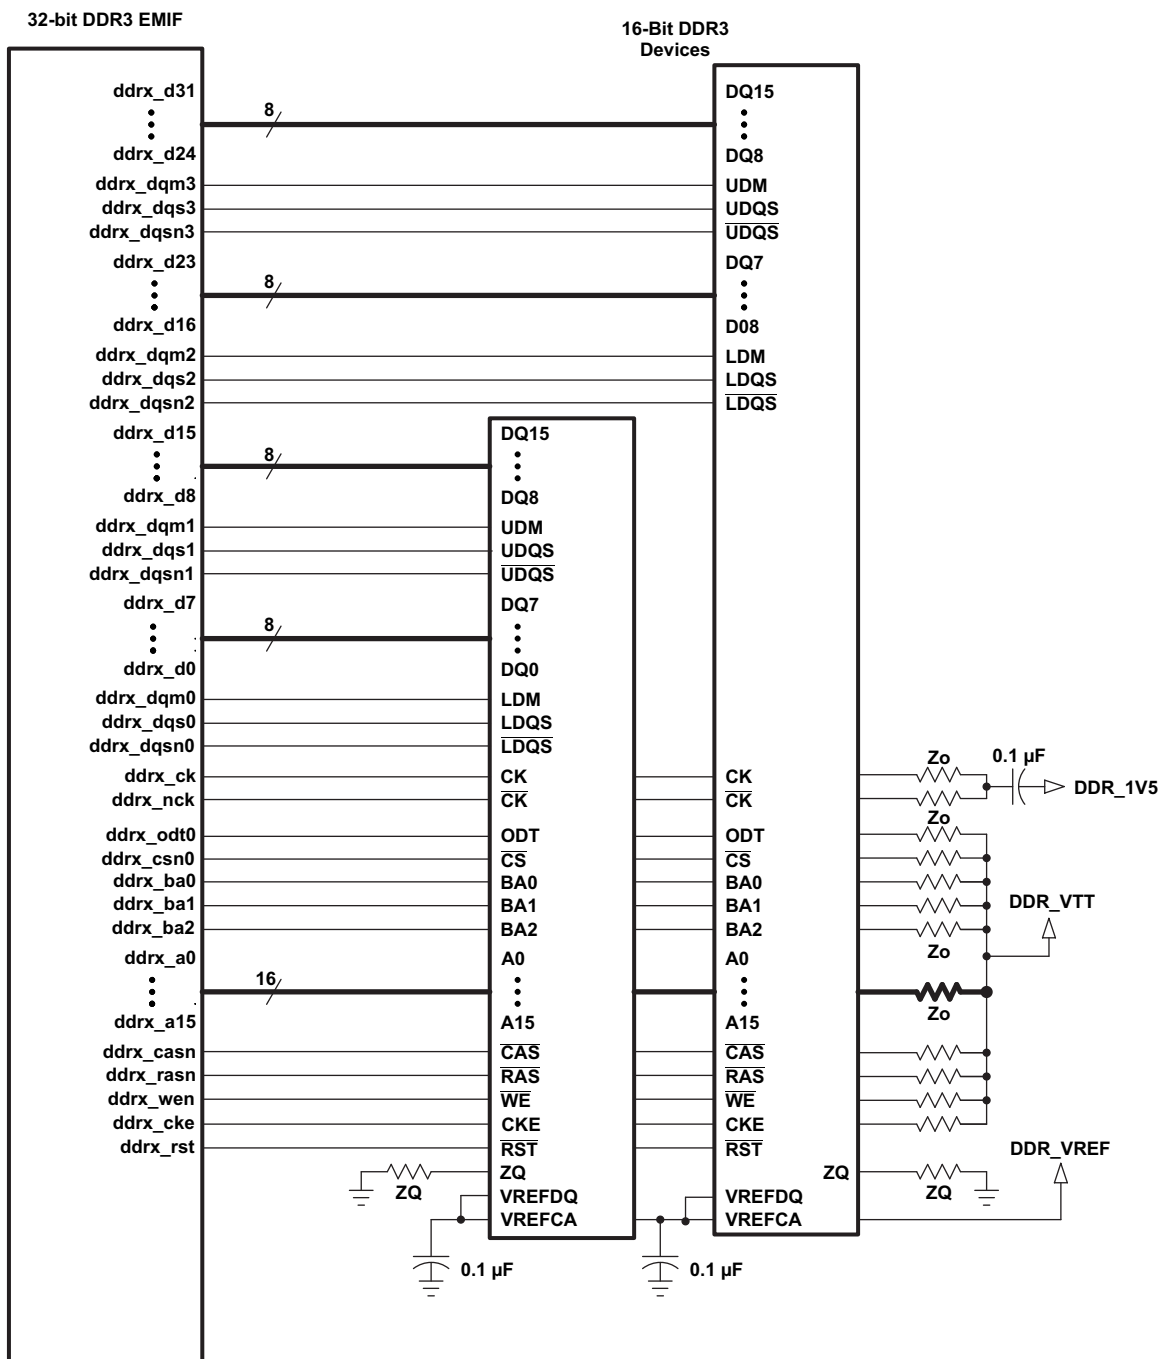 32-bit DDR3 EMIF
16-Bit DDR3
Devices
ddrx_d31
8
DQ15
ddrx_d24
DQ8
ddrx_dqm3
UDM
ddrx_dqs3
UDQS
ddrx_dqsn3
UDQS
ddrx_d23
8
DQ7
ddrx_d16
D08
ddrx_dqm2
LDM
ddrx_dqs2
LDQS
ddrx_dqsn2
LDQS
ddrx_d15
8
DQ15
ddrx_d8
DQ8
ddrx_dqm1
UDM
ddrx_dqs1
UDQS
ddrx_dqsn1
UDQS
ddrx_d7
8
DQ7
ddrx_d0
DQ0
ddrx_dqm0
LDM
ddrx_dqs0
LDQS
ddrx_dqsn0
LDQS
ddrx_ck
CK
CK
Zo
0.1 µF
DDR_1V5
ddrx_nck
CK
CK
Zo
ddrx_odt0
ODT
ODT
ddrx_csn0
CS
CS
ddrx_ba0
BA0
BA0
ddrx_ba1
BA1
BA1
DDR_VTT
ddrx_ba2
BA2
BA2
Zo
ddrx_a0
A0
A0
16
Zo
ddrx_a15
A15
A15
ddrx_casn
CAS
CAS
ddrx_rasn
RAS
RAS
ddrx_wen
WE
WE
ddrx_cke
CKE
CKE
ddrx_rst
RST
RST
DDR_VREF
ZQ
ZQ
ZQ
ZQ
VREFDQ
VREFDQ
VREFCA
VREFCA
0.1 µF
0.1 µF